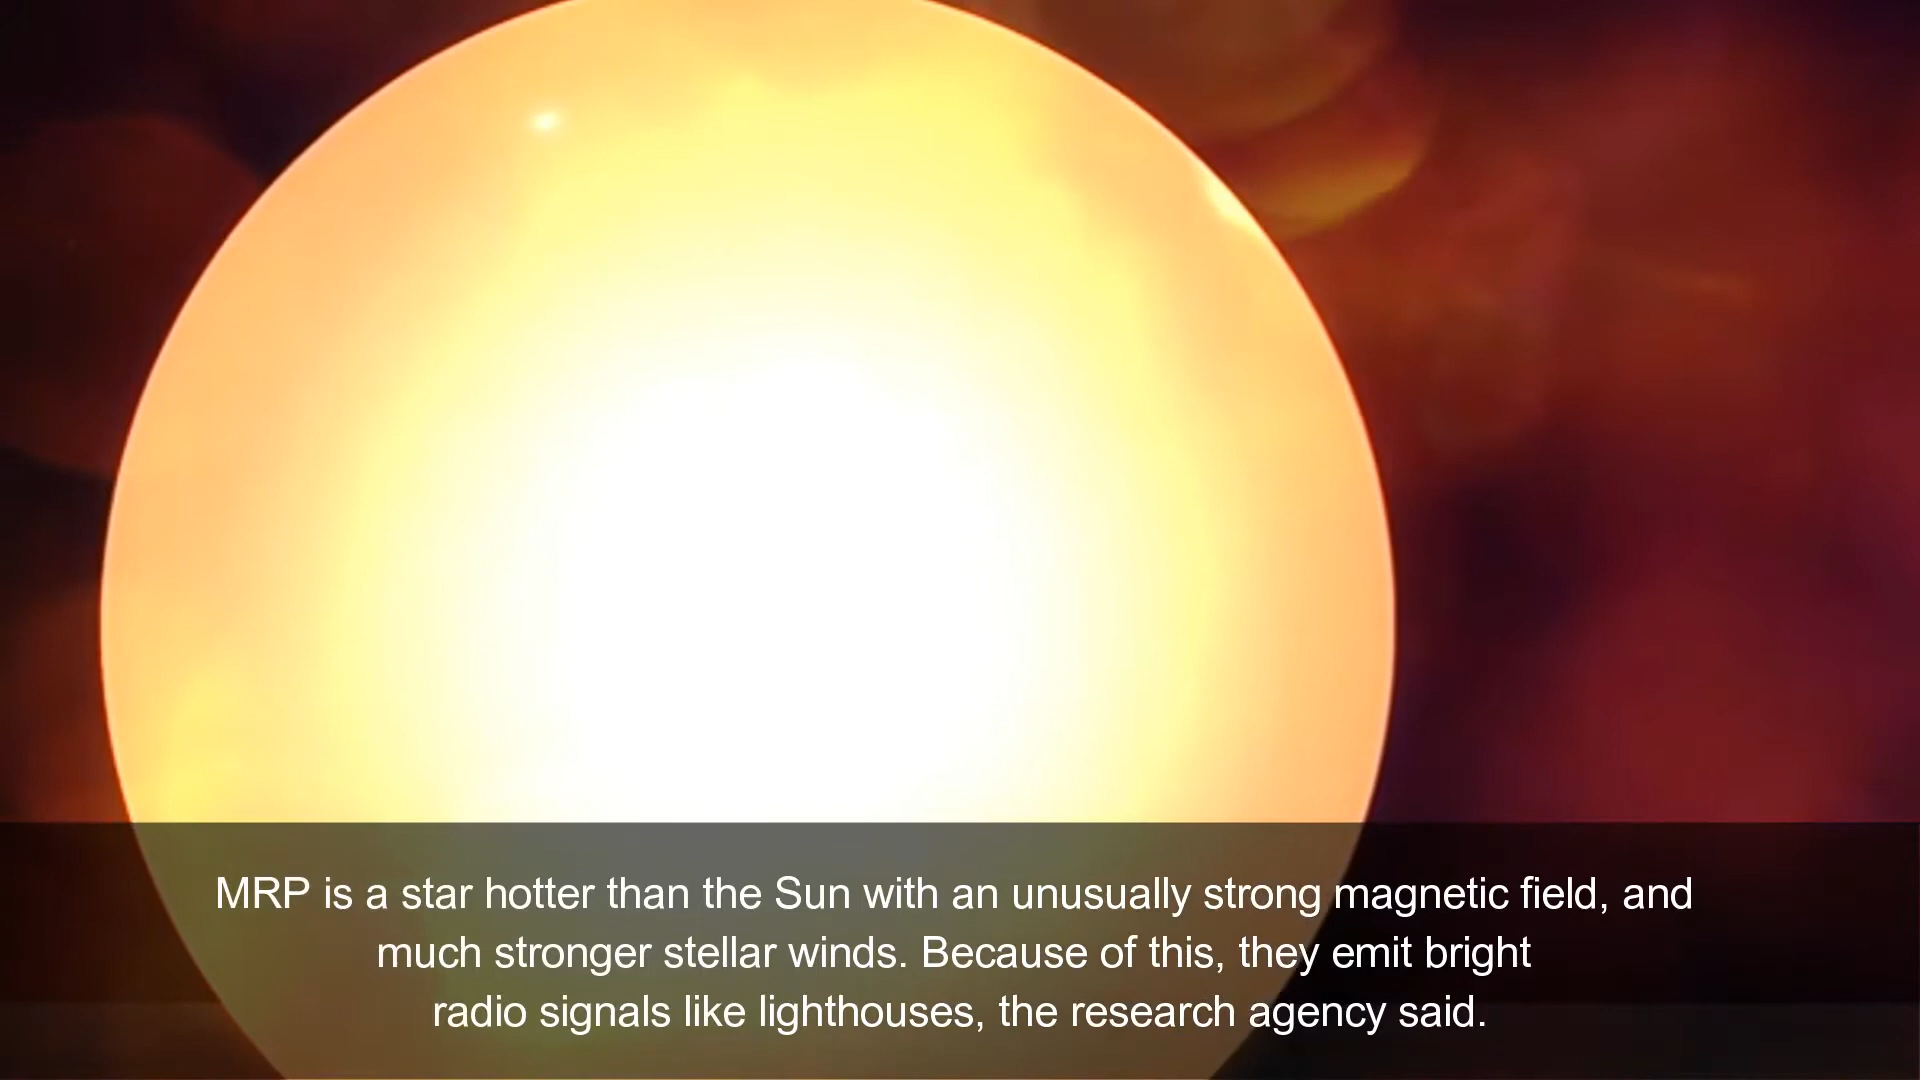 MRP is a star hotter than the Sun with an unusually strong magnetic field, and
much stronger stellar winds. Because of this, they emit bright
radio signals like lighthouses, the research agency said.